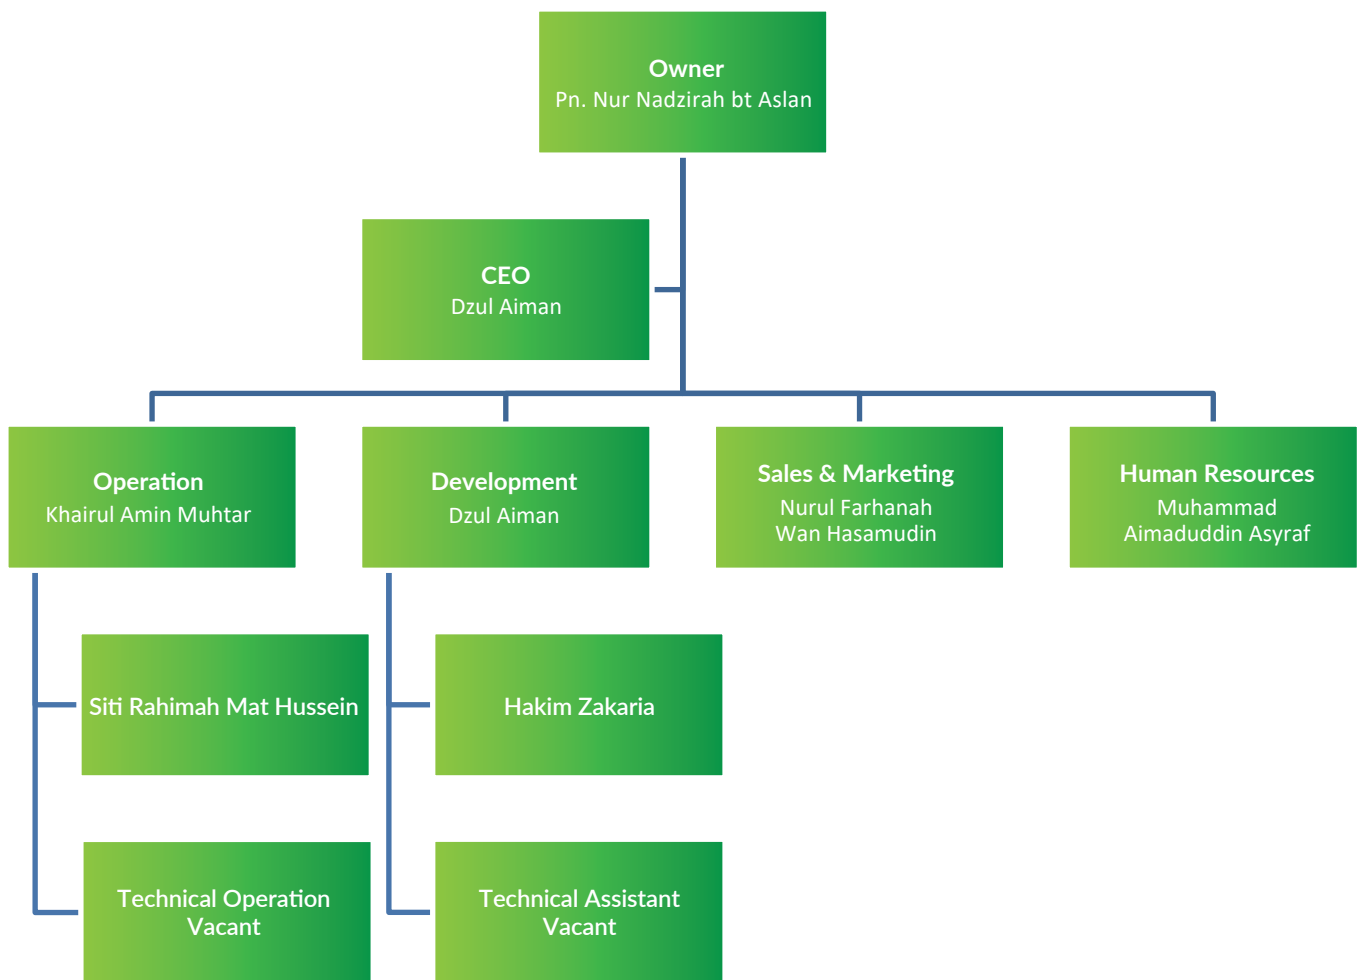 Owner
Pn. Nur Nadzirah bt Aslan
CEO
Dzul Aiman
Operation
Khairul Amin Muhtar
Development
Dzul Aiman
Sales & Marketing
Nurul Farhanah
Wan Hasamudin
Human Resources
Muhammad
Aimaduddin Asyraf
Siti Rahimah Mat Hussein
Hakim Zakaria
Technical Operation
Vacant
Technical Assistant
Vacant